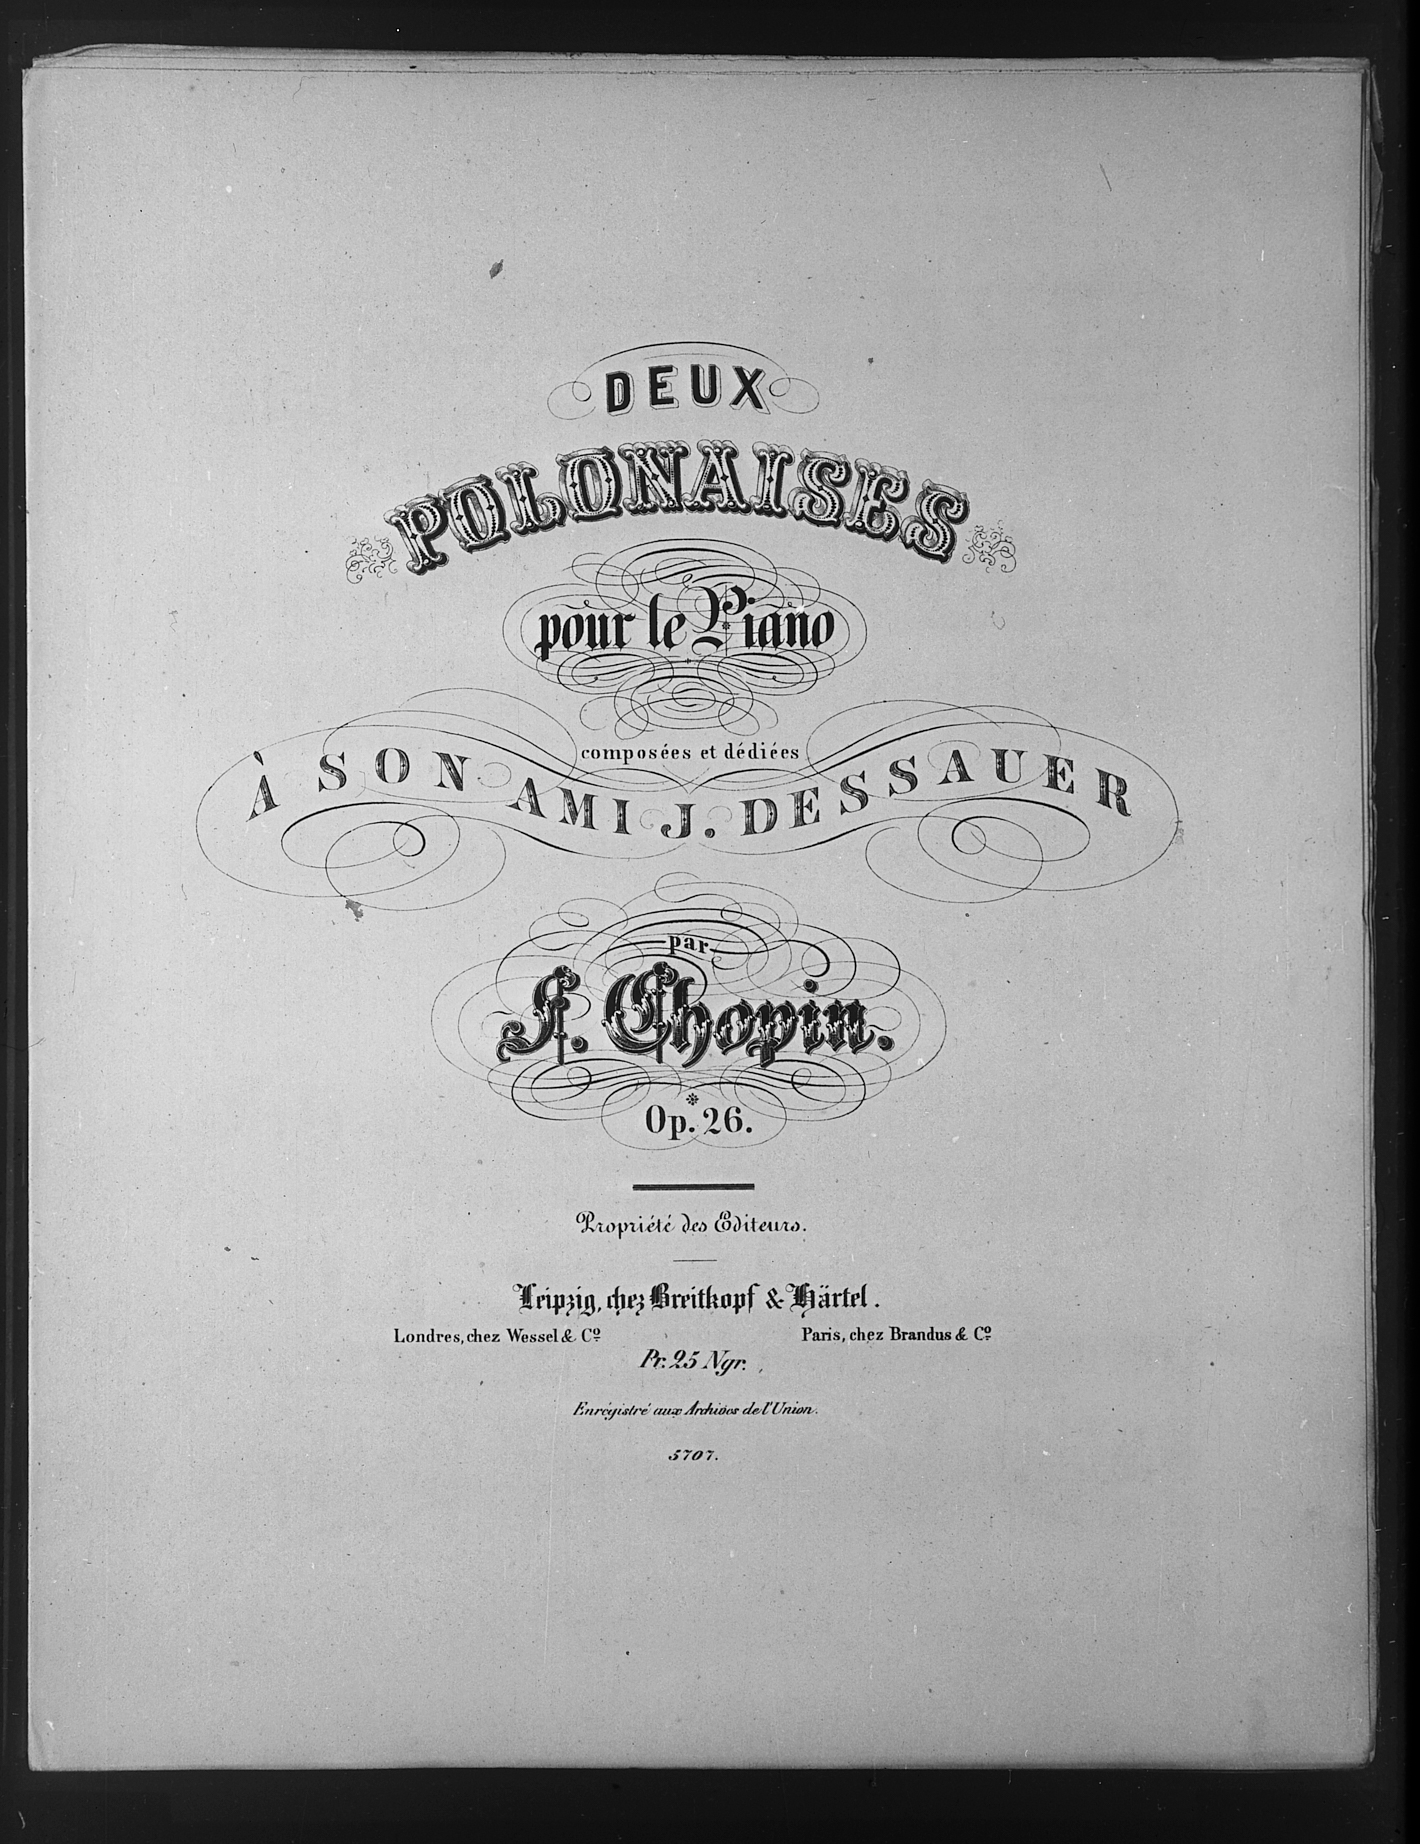 DEUX
POLONAISES
pour le Piano
composées et dédiées
À SON AMI J. DESSAUER
par
F. Chopin.
Op. 26.
Propriété des Editeurs.
Leipzig, chez Breitkopf & Härtel.
Londres, chez Wessel & Co Paris, chez Brandus & Co
Pr. 25 Ngr.
Enrégistré aux Archives de l'Union.
5707.